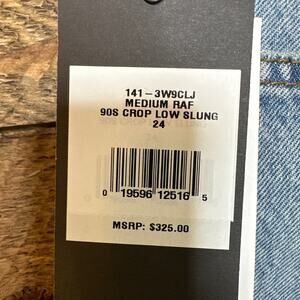 141-3W9CLJ
MEDIUM RAF
90S CROP LOW SLUNG
24
0 19596 12516 5
MSRP: $325.00